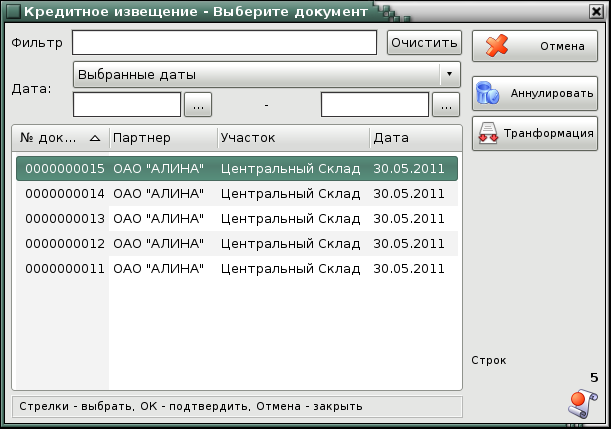 Кредитное извещение - Выберите документ
Фильтр Очистить
Дата: Выбранные даты
... - ...
№ док... Партнер Участок Дата
0000000015 ОАО "АЛИНА" Центральный Склад 30.05.2011
0000000014 ОАО "АЛИНА" Центральный Склад 30.05.2011
0000000013 ОАО "АЛИНА" Центральный Склад 30.05.2011
0000000012 ОАО "АЛИНА" Центральный Склад 30.05.2011
0000000011 ОАО "АЛИНА" Центральный Склад 30.05.2011
Стрелки - выбрать, ОК - подтвердить, Отмена - закрыть
Отмена
Аннулировать
Транформация
Строк
5